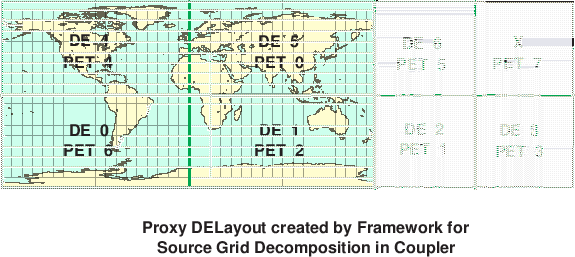 DE 4
PET 4
DE 5
PET 0
DE 6
PET 5
X
PET 7
DE 0
PET 6
DE 1
PET 2
DE 2
PET 1
DE
PET 3
Proxy DELayout created by Framework for
Source Grid Decomposition in Coupler